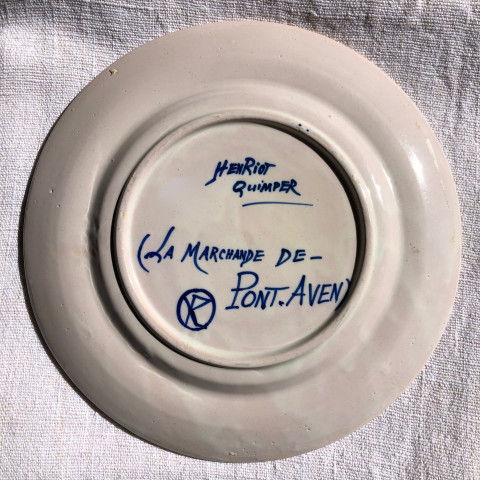 HENRIOT
QUIMPER
(LA MARCHANDE DE-
PONT.AVEN)